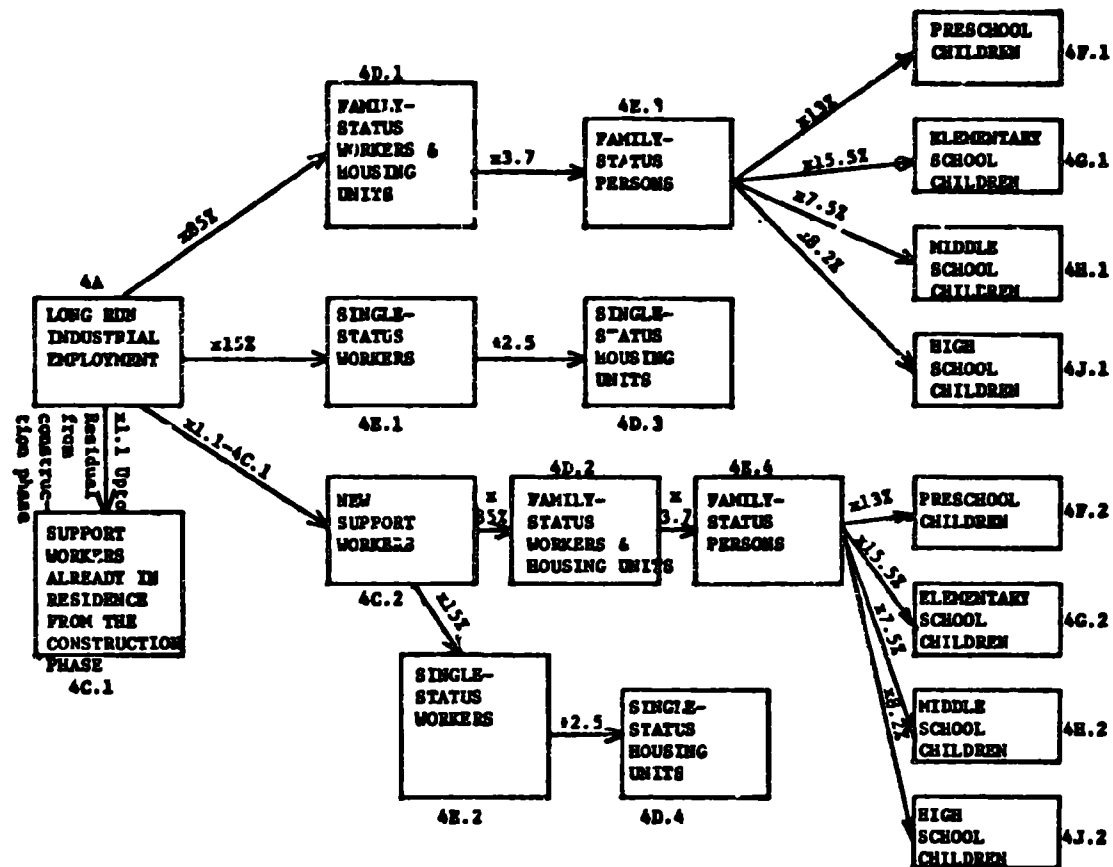 PRESCHOOL
CHILDREN
4F.1
4D.1
FAMILY-
STATUS
WORKERS &
HOUSING
UNITS
x3.7
4E.3
FAMILY-
STATUS
PERSONS
x13%
x15.5%
x7.5%
x8.2%
ELEMENTARY
SCHOOL
CHILDREN
4G.1
MIDDLE
SCHOOL
CHILDREN
4H.1
HIGH
SCHOOL
CHILDREN
4J.1
x85%
4A
LONG RUN
INDUSTRIAL
EMPLOYMENT
x15%
SINGLE-
STATUS
WORKERS
4E.1
÷2.5
SINGLE-
STATUS
HOUSING
UNITS
4D.3
x1.1 Upto
Residual
from
construc-
tion phase
x1.1-4C.1
SUPPORT
WORKERS
ALREADY IN
RESIDENCE
FROM THE
CONSTRUCTION
PHASE
4C.1
NEW
SUPPORT
WORKERS
4C.2
x
85%
4D.2
FAMILY-
STATUS
WORKERS &
HOUSING UNITS
x
3.7
4E.4
FAMILY-
STATUS
PERSONS
x13%
x15.5%
x7.5%
x8.2%
PRESCHOOL
CHILDREN
4F.2
ELEMENTARY
SCHOOL
CHILDREN
4G.2
MIDDLE
SCHOOL
CHILDREN
4H.2
HIGH
SCHOOL
CHILDREN
4J.2
x15%
SINGLE-
STATUS
WORKERS
4E.2
÷2.5
SINGLE-
STATUS
HOUSING
UNITS
4D.4